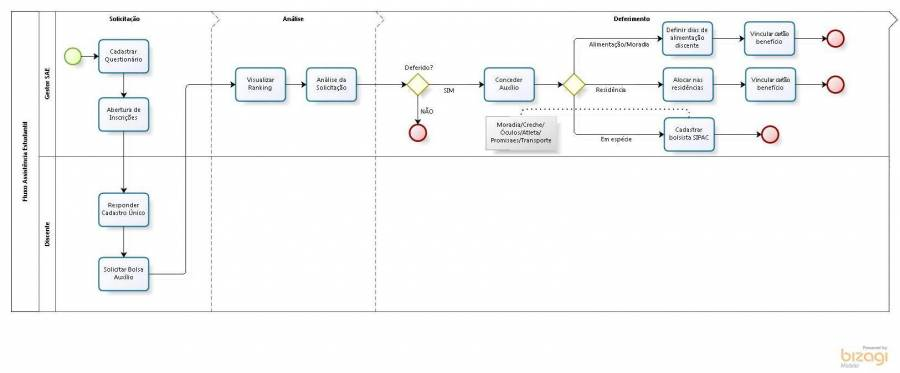 Fluxo Assistência Estudantil
Gestor SAE
Discente
Solicitação
Análise
Deferimento
Cadastrar
Questionário
Abertura de
Inscrições
Responder
Cadastro Único
Solicitar Bolsa
Auxílio
Visualizar
Ranking
Análise da
Solicitação
Deferido?
SIM
NÃO
Conceder
Auxílio
Alimentação/Moradia
Definir dias de
alimentação
discente
Vincular cartão
benefício
Residência
Alocar nas
residências
Vincular cartão
benefício
Moradia/Creche/
Óculos/Atleta/
Promisaes/Transporte
Em espécie
Cadastrar
bolsista SIPAC
Powered by
bizagi
Modeler